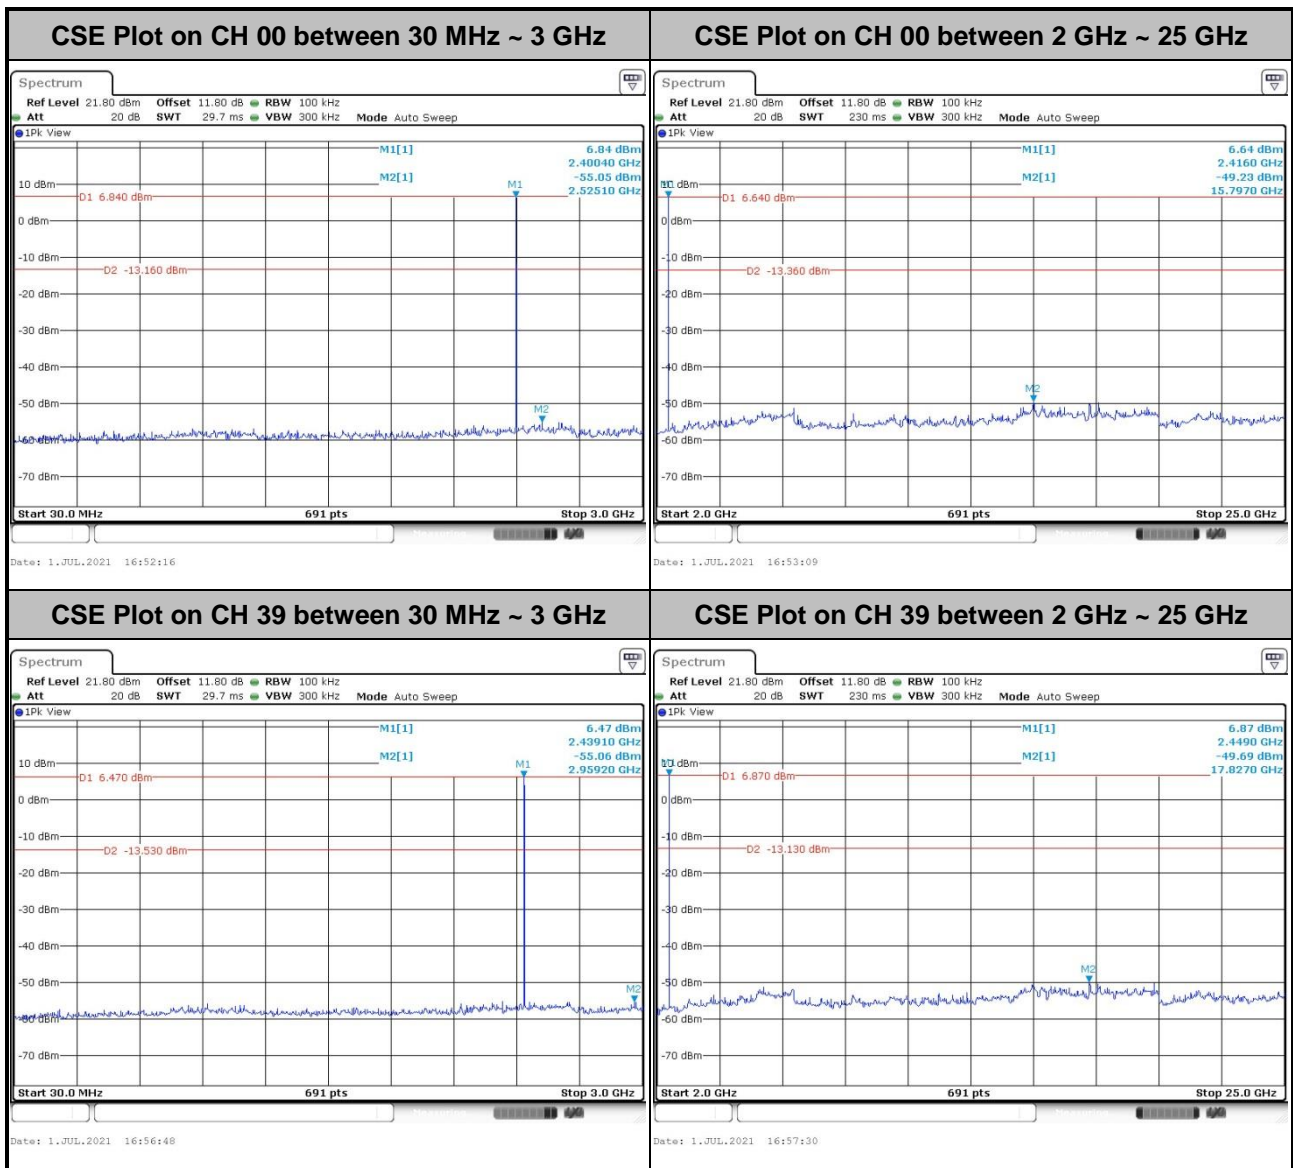 CSE Plot on CH 00 between 30 MHz ~ 3 GHz
CSE Plot on CH 00 between 2 GHz ~ 25 GHz
Spectrum
Ref Level 21.80 dBm Offset 11.80 dB RBW 100 kHz
Att 20 dB SWT 29.7 ms VBW 300 kHz Mode Auto Sweep
1Pk View
M1[1] 6.84 dBm
2.40040 GHz
M2[1] -55.05 dBm
2.52510 GHz
10 dBm
M1
D1 6.840 dBm
0 dBm
-10 dBm
D2 -13.160 dBm
-20 dBm
-30 dBm
-40 dBm
-50 dBm
M2
-60 dBm
-70 dBm
Start 30.0 MHz 691 pts Stop 3.0 GHz
Date: 1.JUL.2021 16:52:16
Spectrum
Ref Level 21.80 dBm Offset 11.80 dB RBW 100 kHz
Att 20 dB SWT 230 ms VBW 300 kHz Mode Auto Sweep
1Pk View
M1[1] 6.64 dBm
2.4160 GHz
M2[1] -49.23 dBm
15.7970 GHz
10 dBm
D1 6.640 dBm
0 dBm
-10 dBm
D2 -13.360 dBm
-20 dBm
-30 dBm
-40 dBm
M2
-50 dBm
-60 dBm
-70 dBm
Start 2.0 GHz 691 pts Stop 25.0 GHz
Date: 1.JUL.2021 16:53:09
CSE Plot on CH 39 between 30 MHz ~ 3 GHz
CSE Plot on CH 39 between 2 GHz ~ 25 GHz
Spectrum
Ref Level 21.80 dBm Offset 11.80 dB RBW 100 kHz
Att 20 dB SWT 29.7 ms VBW 300 kHz Mode Auto Sweep
1Pk View
M1[1] 6.47 dBm
2.43910 GHz
M2[1] -55.06 dBm
2.95920 GHz
10 dBm
M1
D1 6.470 dBm
0 dBm
-10 dBm
D2 -13.530 dBm
-20 dBm
-30 dBm
-40 dBm
-50 dBm
M2
-60 dBm
-70 dBm
Start 30.0 MHz 691 pts Stop 3.0 GHz
Date: 1.JUL.2021 16:56:48
Spectrum
Ref Level 21.80 dBm Offset 11.80 dB RBW 100 kHz
Att 20 dB SWT 230 ms VBW 300 kHz Mode Auto Sweep
1Pk View
M1[1] 6.87 dBm
2.4490 GHz
M2[1] -49.69 dBm
17.8270 GHz
10 dBm
D1 6.870 dBm
0 dBm
-10 dBm
D2 -13.130 dBm
-20 dBm
-30 dBm
-40 dBm
M2
-50 dBm
-60 dBm
-70 dBm
Start 2.0 GHz 691 pts Stop 25.0 GHz
Date: 1.JUL.2021 16:57:30